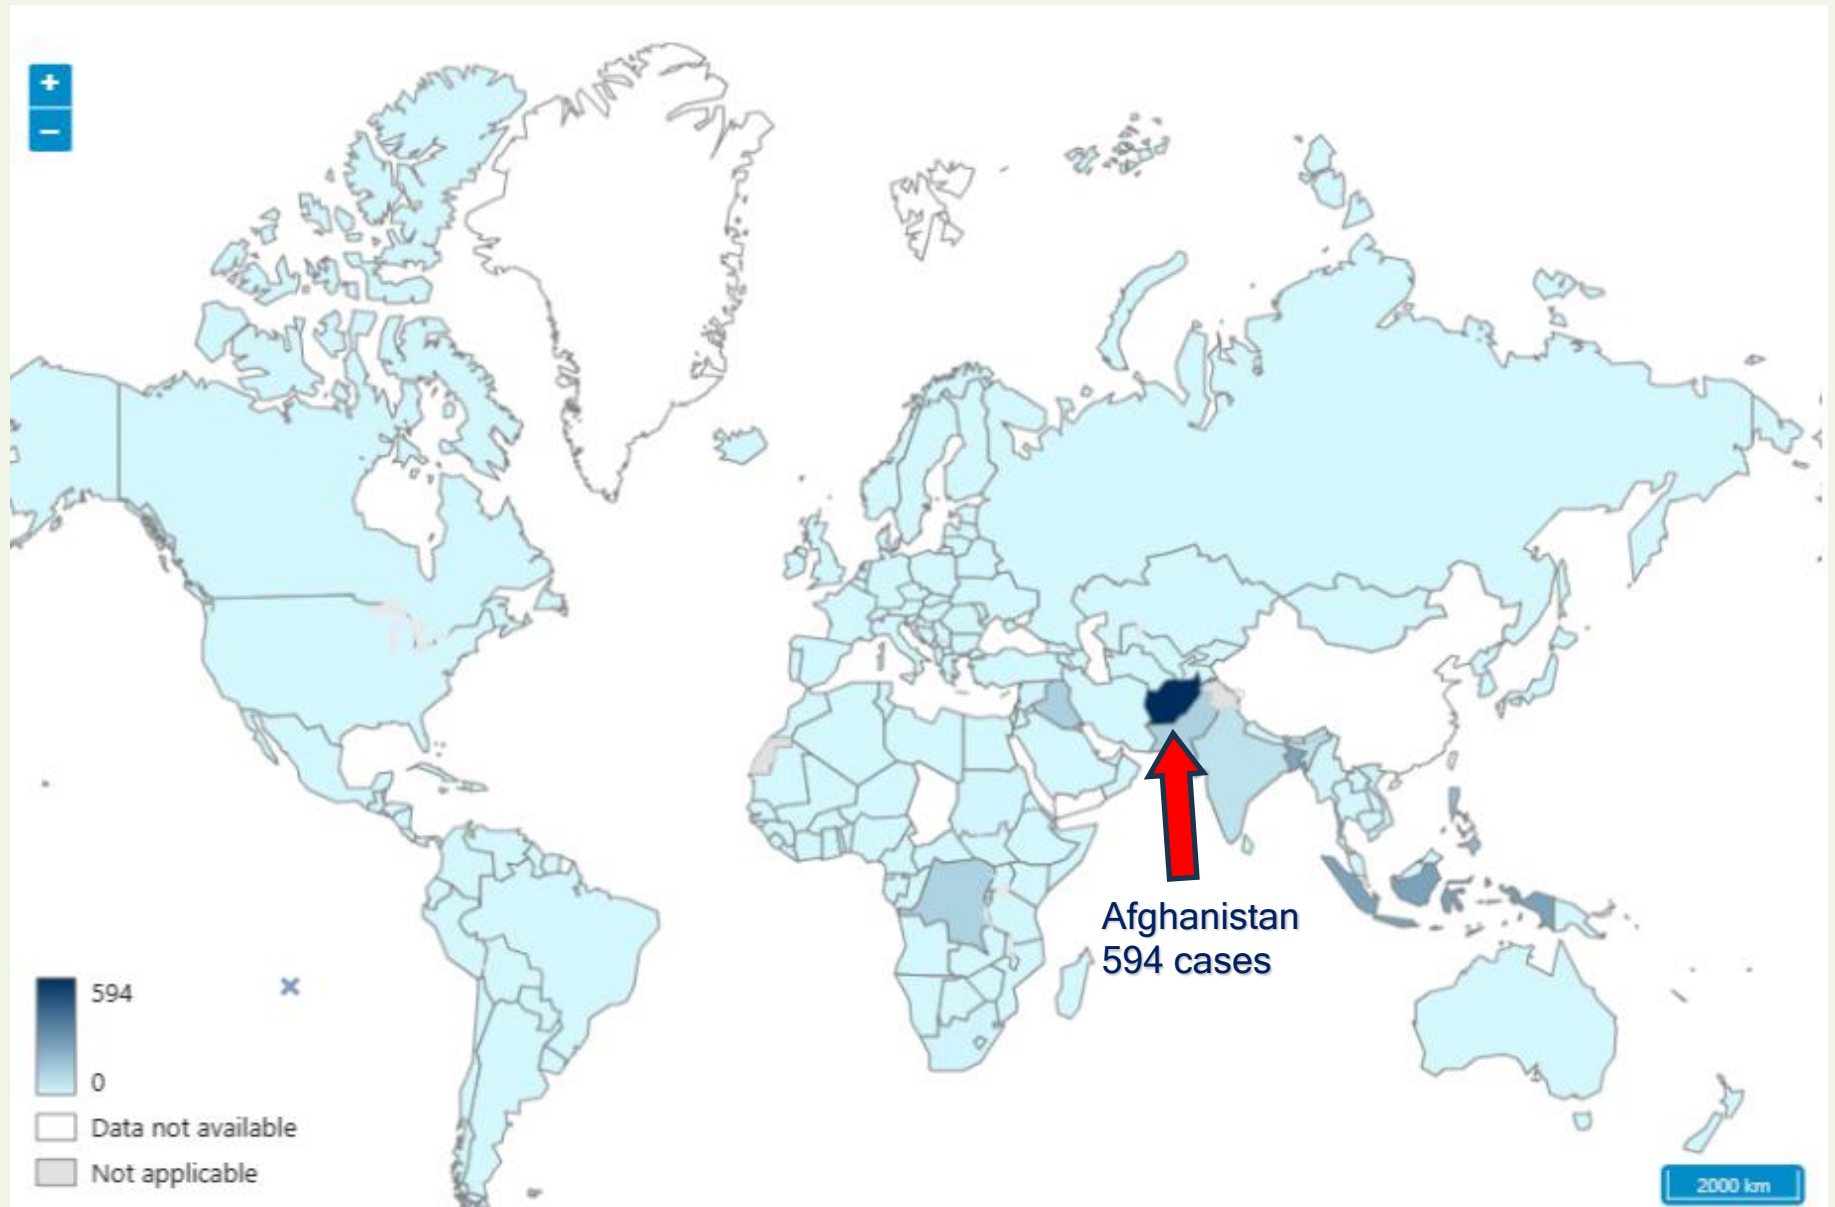 +
−
Afghanistan
594 cases
594
0
Data not available
Not applicable
2000 km